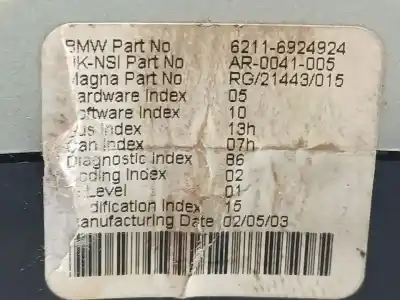 BMW Part No 6211-6924924
UK-NSI Part No AR-0041-005
Magna Part No RG/21443/015
Hardware Index 05
Software Index 10
Bus Index 13h
Can Index 07h
Diagnostic Index 86
Coding Index 02
Level 01
Modification Index 15
Manufacturing Date 02/05/03